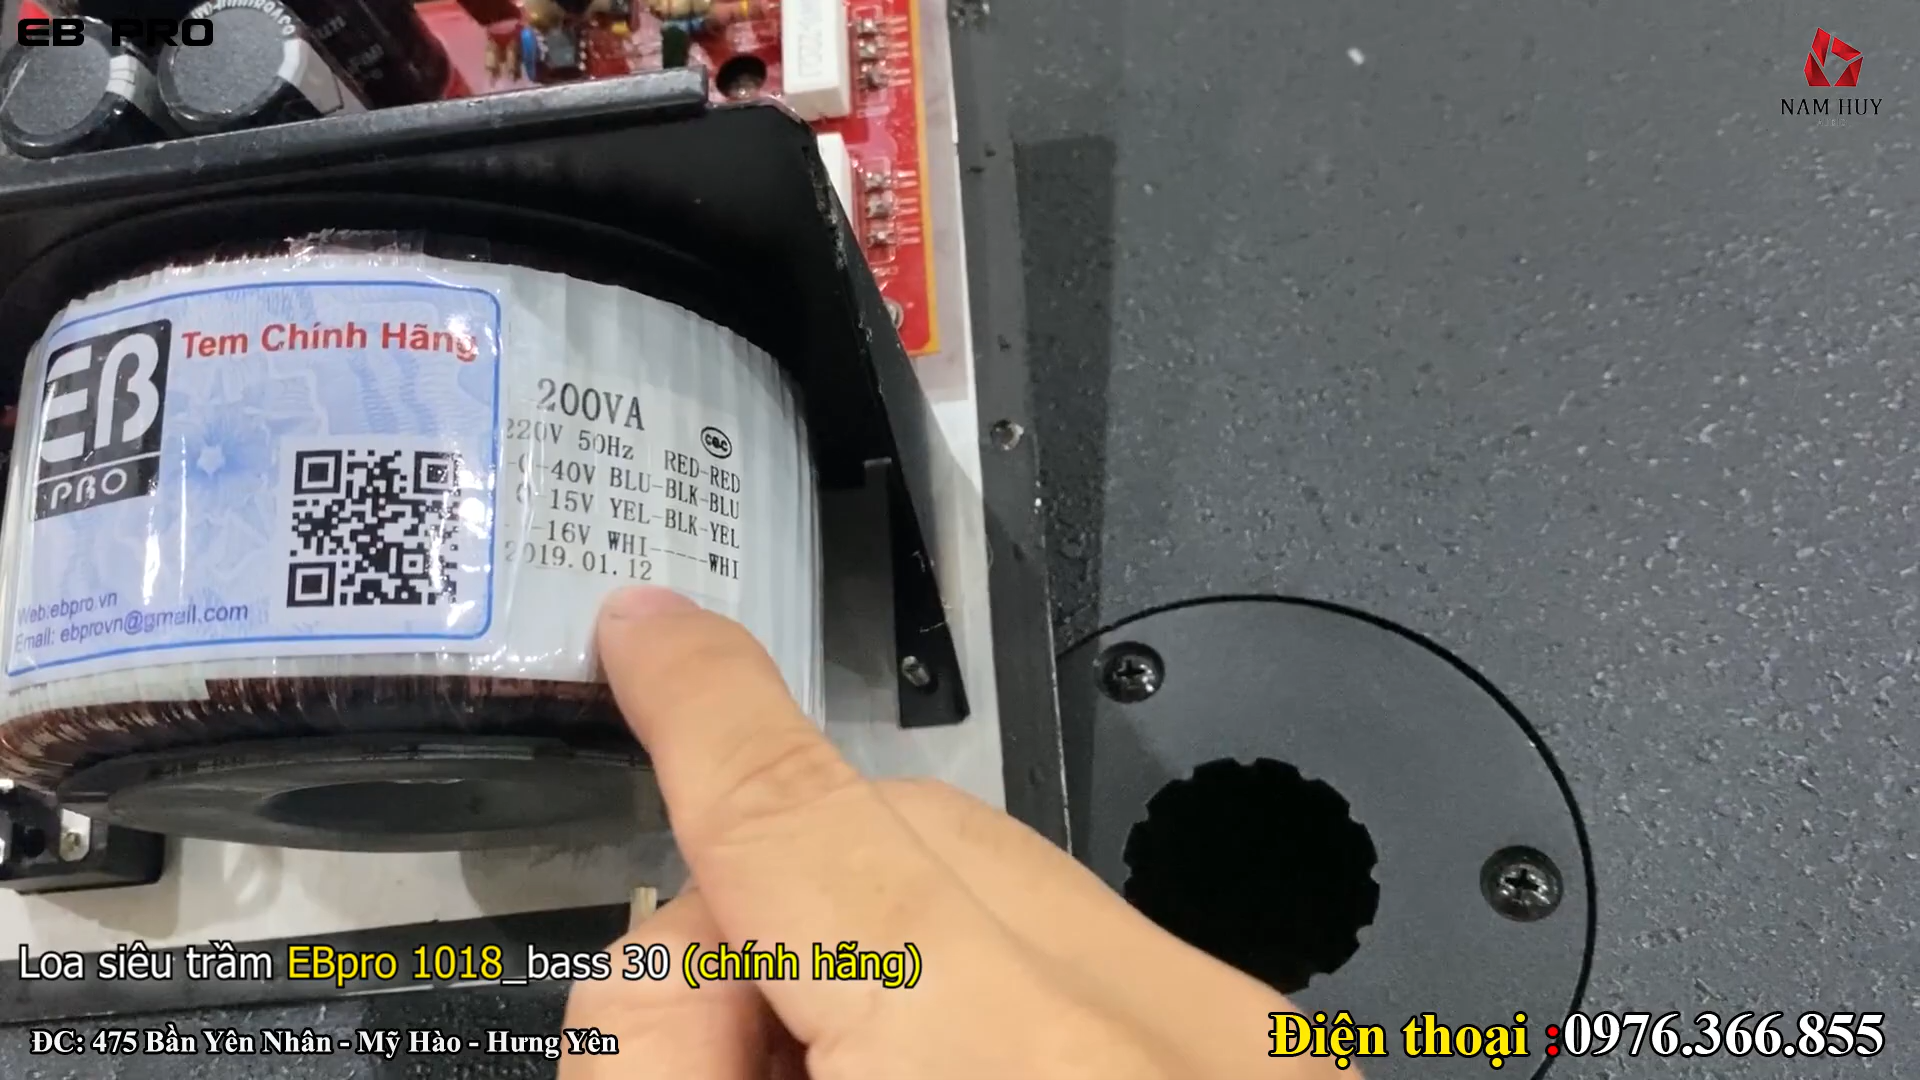 EB PRO
NAM HUY
EB
PRO
Tem Chính Hãng
Web:ebpro.vn
Email: ebprovn@gmail.com
200VA
220V 50Hz RED-RED
-0-40V BLU-BLK-BLU
0-15V YEL-BLK-YEL
-16V WHI-----WHI
2019.01.12
Loa siêu trầm EBpro 1018_bass 30 (chính hãng)
ĐC: 475 Bần Yên Nhân - Mỹ Hào - Hưng Yên
Điện thoại :0976.366.855